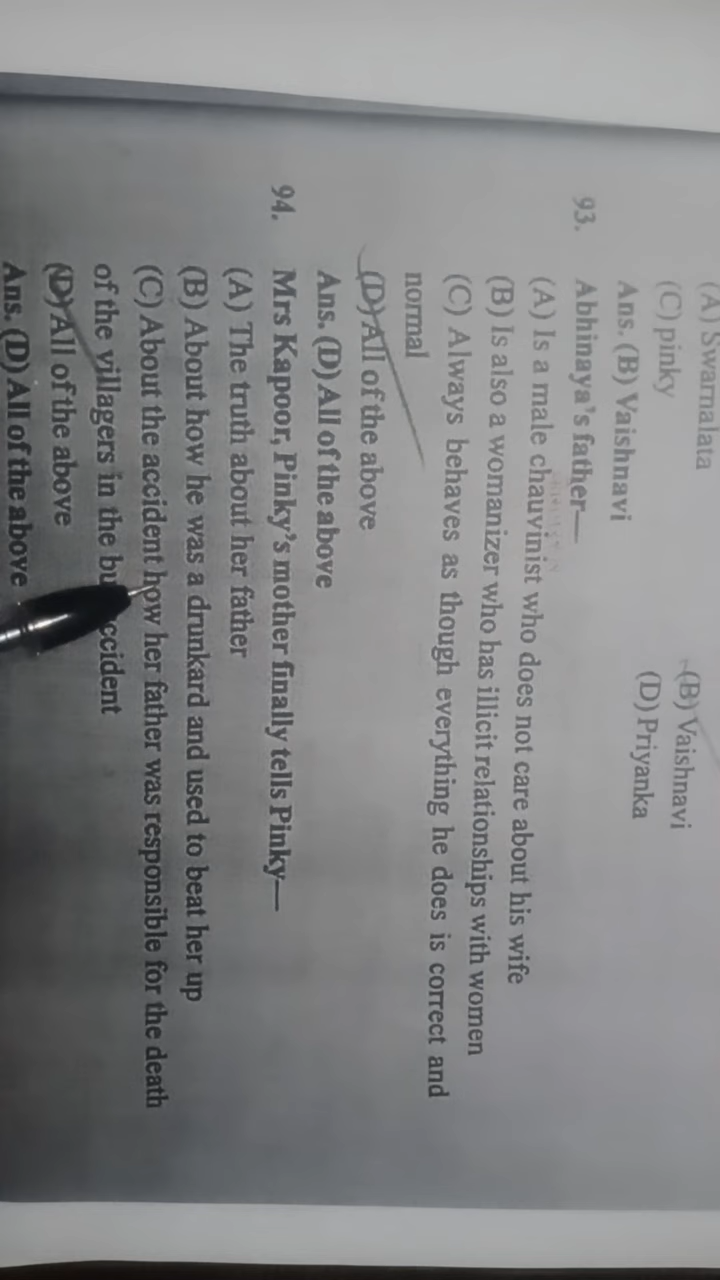 (A) Swarnalata
(B) Vaishnavi
(C) pinky
(D) Priyanka
Ans. (B) Vaishnavi
93. Abhinaya's father—
(A) Is a male chauvinist who does not care about his wife
(B) Is also a womanizer who has illicit relationships with women
(C) Always behaves as though everything he does is correct and
normal
(D) All of the above
Ans. (D) All of the above
94. Mrs Kapoor, Pinky's mother finally tells Pinky—
(A) The truth about her father
(B) About how he was a drunkard and used to beat her up
(C) About the accident how her father was responsible for the death
of the villagers in the bu ccident
(D) All of the above
Ans. (D) All of the above